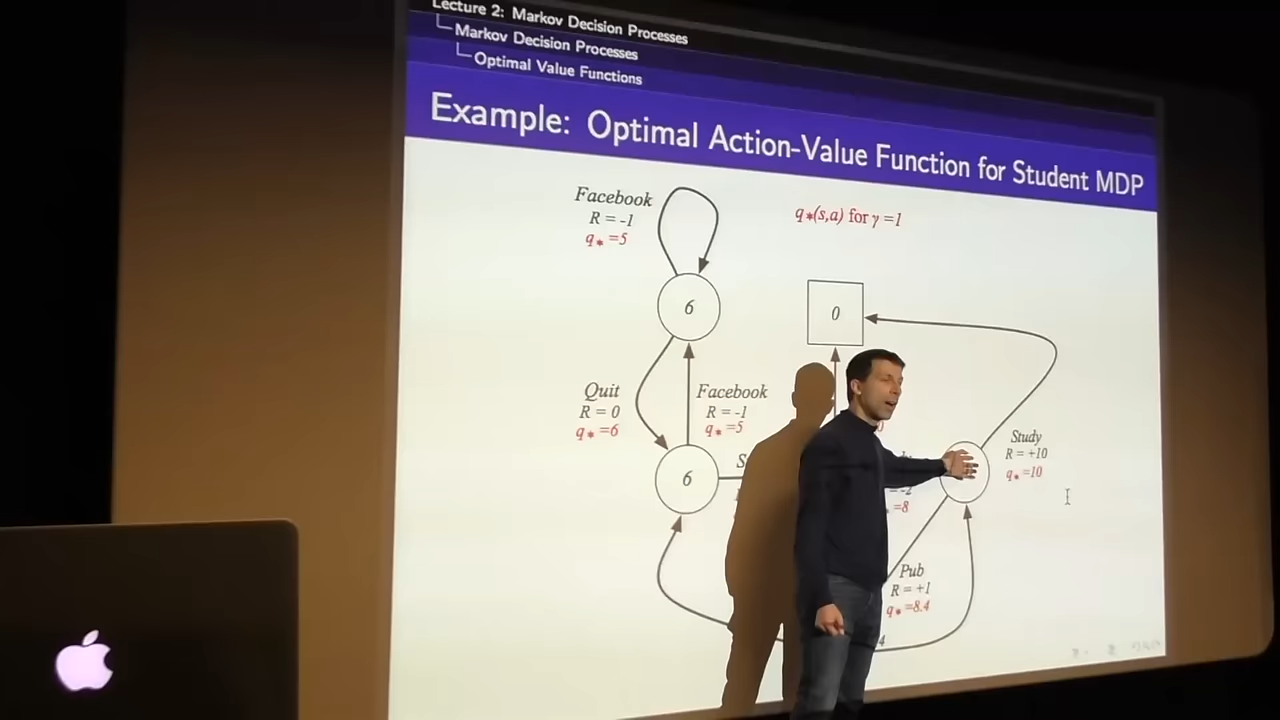 Lecture 2: Markov Decision Processes
Markov Decision Processes
Optimal Value Functions
Example: Optimal Action-Value Function for Student MDP
Facebook
R = -1
q* =5
q*(s,a) for γ =1
6
0
Quit
R = 0
q* =6
Facebook
R = -1
q* =5
6
S
-2
=8
Study
R = +10
q* =10
Pub
R = +1
q* =8.4
4